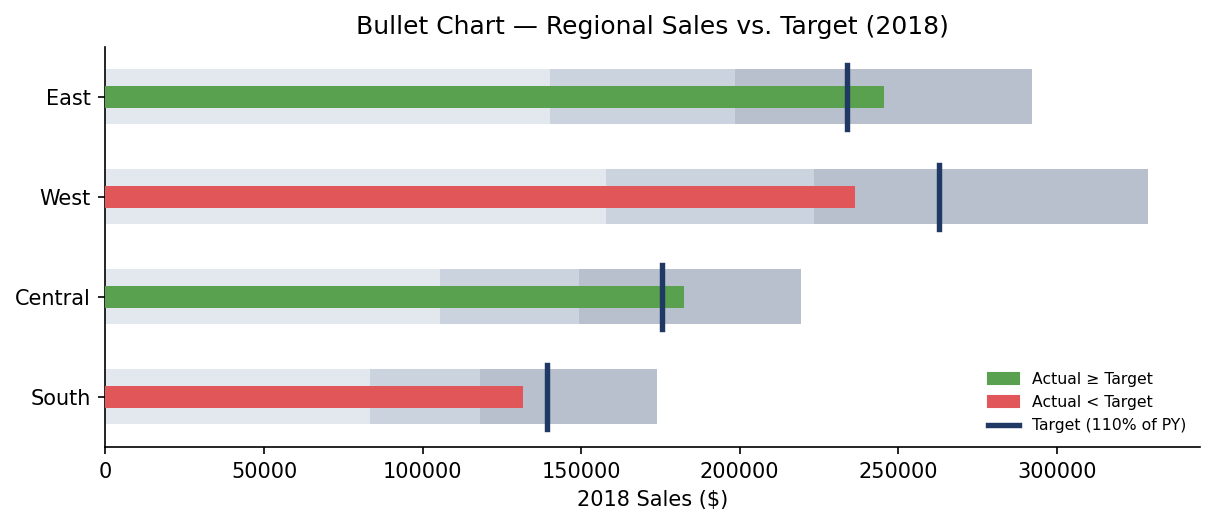 Bullet Chart — Regional Sales vs. Target (2018)
East
West
Central
South
Actual ≥ Target
Actual < Target
Target (110% of PY)
0 50000 100000 150000 200000 250000 300000
2018 Sales ($)